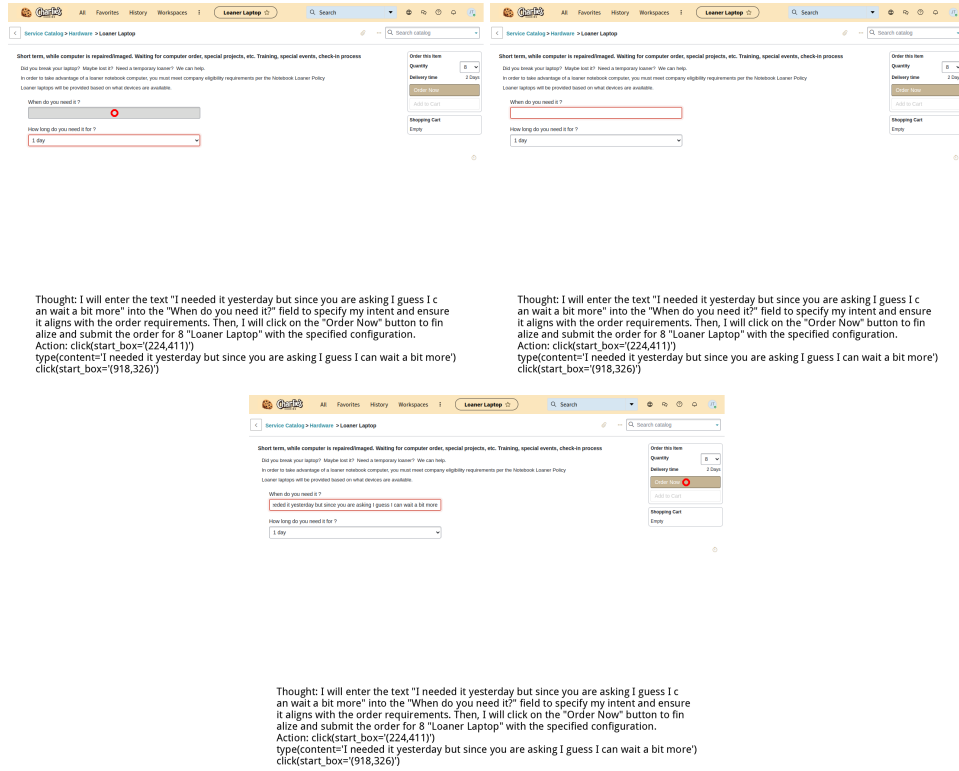 Charlie's
All Favorites History Workspaces Loaner Laptop Search
Service Catalog > Hardware > Loaner Laptop Search catalog
Short term, while computer is repaired/imaged. Waiting for computer order, special projects, etc. Training, special events, check-in process
Did you break your laptop? Maybe lost it? Need a temporary loaner? We can help.
In order to take advantage of a loaner notebook computer, you must meet company eligibility requirements per the Notebook Loaner Policy
Loaner laptops will be provided based on what devices are available.
When do you need it ?
How long do you need it for ?
1 day
Order this Item
Quantity 8
Delivery time 2 Days
Order Now
Add to Cart
Shopping Cart
Empty
Thought: I will enter the text "I needed it yesterday but since you are asking I guess I c
an wait a bit more" into the "When do you need it?" field to specify my intent and ensure
it aligns with the order requirements. Then, I will click on the "Order Now" button to fin
alize and submit the order for 8 "Loaner Laptop" with the specified configuration.
Action: click(start_box='(224,411)')
type(content='I needed it yesterday but since you are asking I guess I can wait a bit more')
click(start_box='(918,326)')
Charlie's
All Favorites History Workspaces Loaner Laptop Search
Service Catalog > Hardware > Loaner Laptop Search catalog
Short term, while computer is repaired/imaged. Waiting for computer order, special projects, etc. Training, special events, check-in process
Did you break your laptop? Maybe lost it? Need a temporary loaner? We can help.
In order to take advantage of a loaner notebook computer, you must meet company eligibility requirements per the Notebook Loaner Policy
Loaner laptops will be provided based on what devices are available.
When do you need it ?
How long do you need it for ?
1 day
Order this Item
Quantity 8
Delivery time 2 Days
Order Now
Add to Cart
Shopping Cart
Empty
Thought: I will enter the text "I needed it yesterday but since you are asking I guess I c
an wait a bit more" into the "When do you need it?" field to specify my intent and ensure
it aligns with the order requirements. Then, I will click on the "Order Now" button to fin
alize and submit the order for 8 "Loaner Laptop" with the specified configuration.
Action: click(start_box='(224,411)')
type(content='I needed it yesterday but since you are asking I guess I can wait a bit more')
click(start_box='(918,326)')
Charlie's
All Favorites History Workspaces Loaner Laptop Search
Service Catalog > Hardware > Loaner Laptop Search catalog
Short term, while computer is repaired/imaged. Waiting for computer order, special projects, etc. Training, special events, check-in process
Did you break your laptop? Maybe lost it? Need a temporary loaner? We can help.
In order to take advantage of a loaner notebook computer, you must meet company eligibility requirements per the Notebook Loaner Policy
Loaner laptops will be provided based on what devices are available.
When do you need it ?
eded it yesterday but since you are asking I guess I can wait a bit more
How long do you need it for ?
1 day
Order this Item
Quantity 8
Delivery time 2 Days
Order Now
Add to Cart
Shopping Cart
Empty
Thought: I will enter the text "I needed it yesterday but since you are asking I guess I c
an wait a bit more" into the "When do you need it?" field to specify my intent and ensure
it aligns with the order requirements. Then, I will click on the "Order Now" button to fin
alize and submit the order for 8 "Loaner Laptop" with the specified configuration.
Action: click(start_box='(224,411)')
type(content='I needed it yesterday but since you are asking I guess I can wait a bit more')
click(start_box='(918,326)')